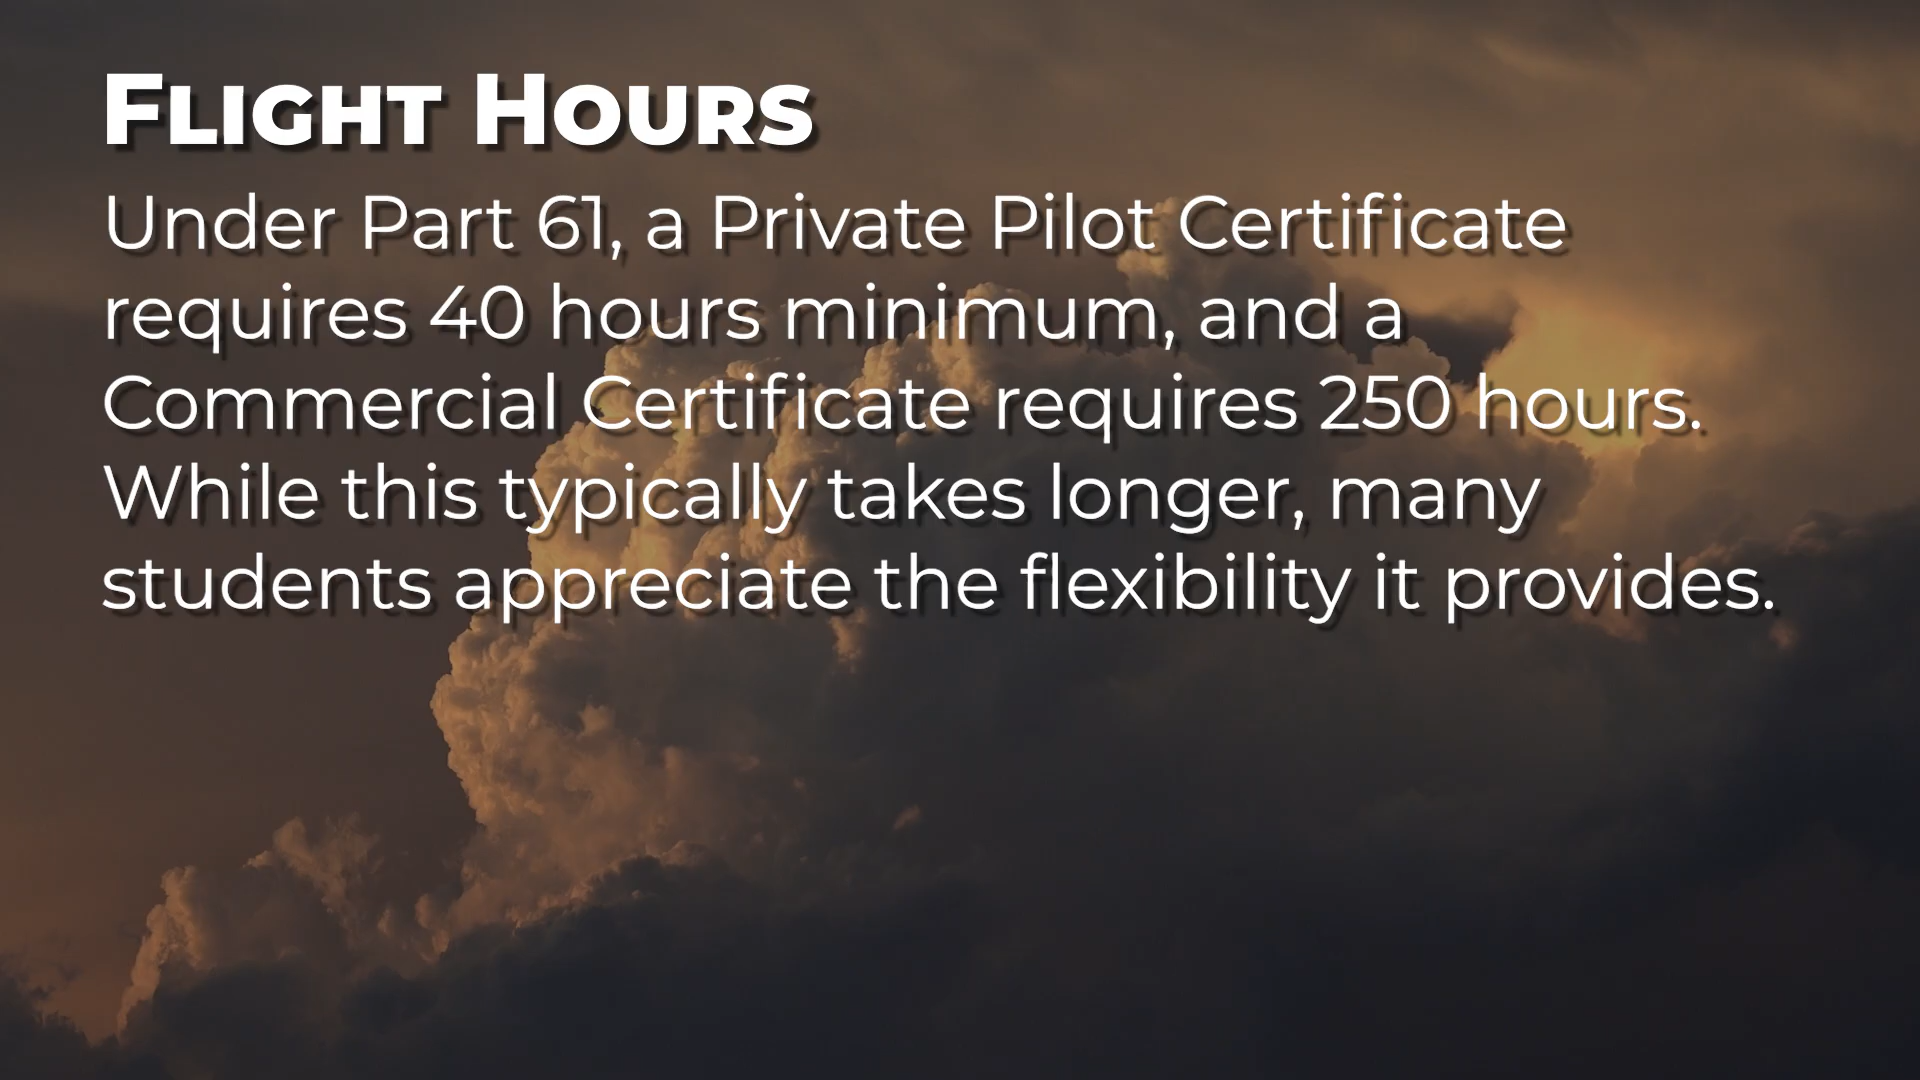 Flight Hours
Under Part 61, a Private Pilot Certificate
requires 40 hours minimum, and a
Commercial Certificate requires 250 hours.
While this typically takes longer, many
students appreciate the flexibility it provides.